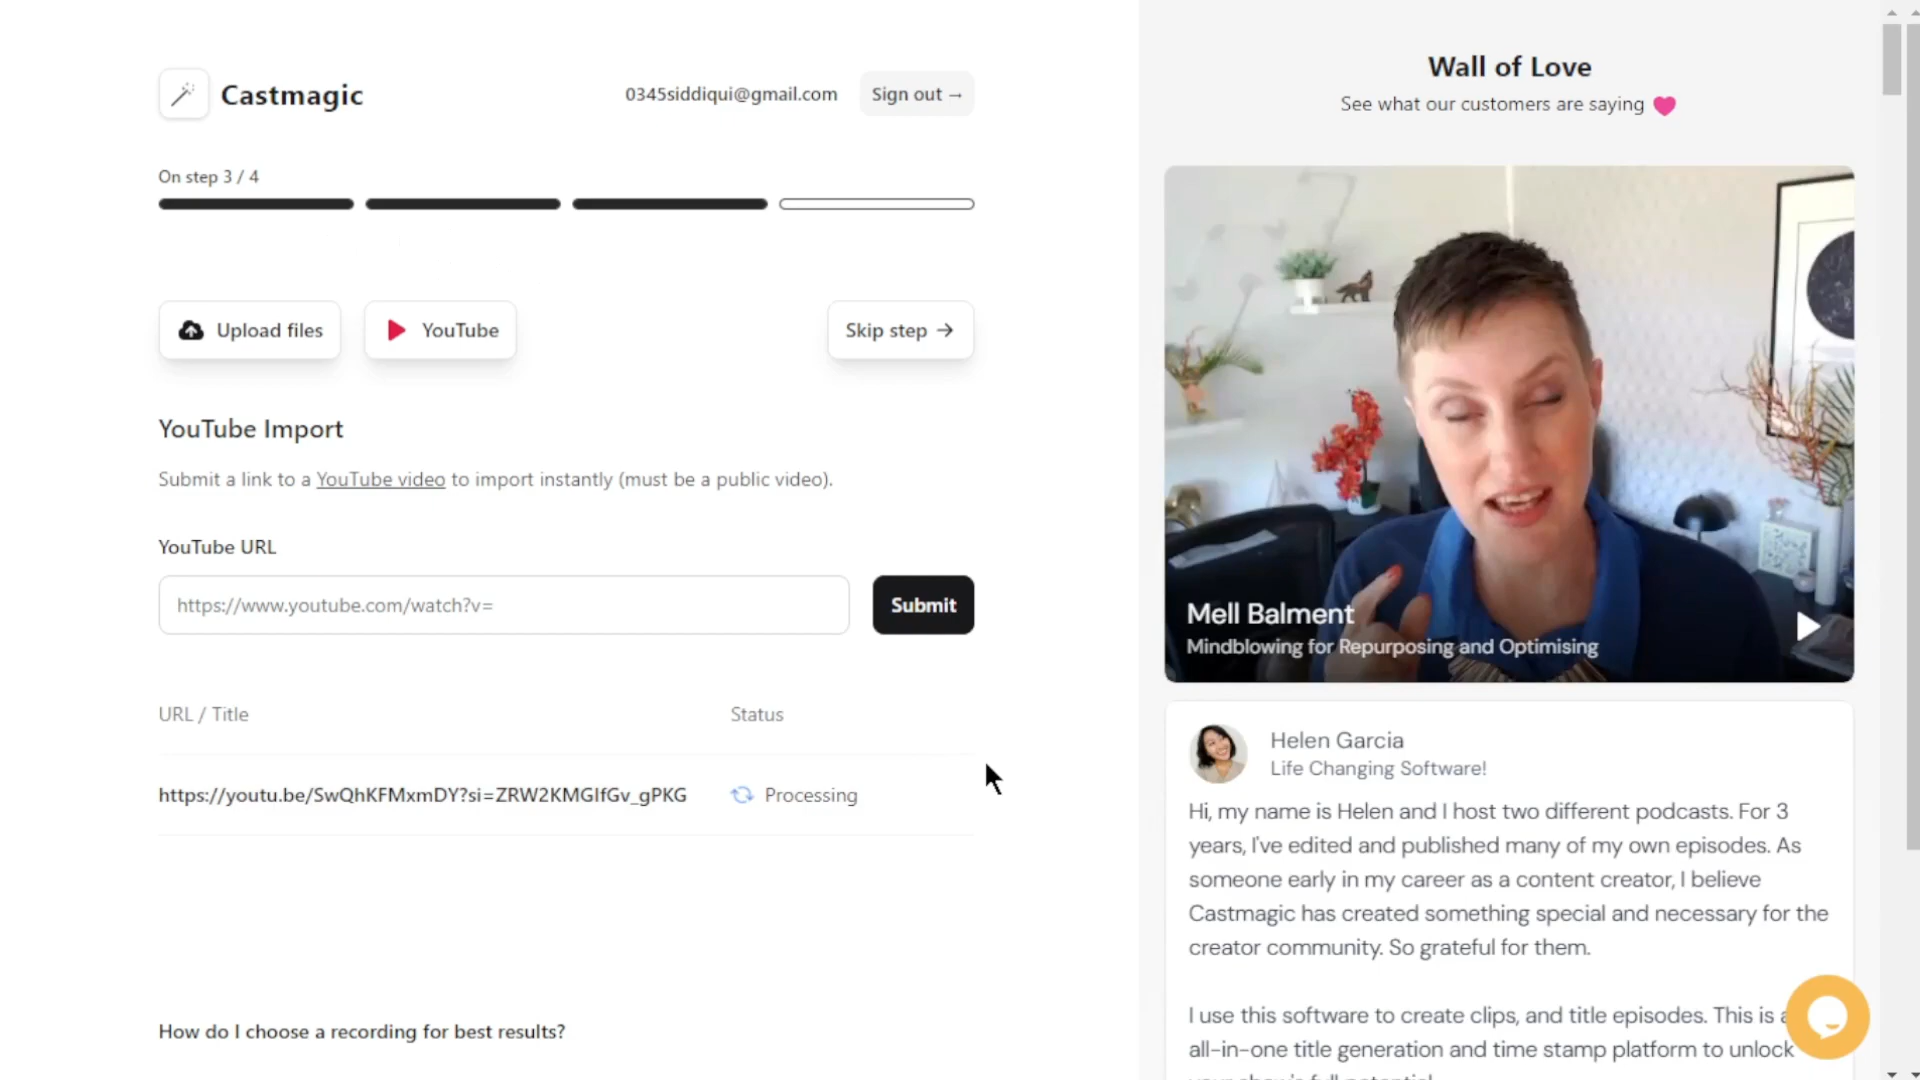 Castmagic
0345siddiqui@gmail.com
Sign out →
On step 3 / 4
Upload files
YouTube
Skip step →
YouTube Import
Submit a link to a YouTube video to import instantly (must be a public video).
YouTube URL
https://www.youtube.com/watch?v=
Submit
URL / Title
Status
https://youtu.be/SwQhKFMxmDY?si=ZRW2KMGIfGv_gPKG
Processing
How do I choose a recording for best results?
Wall of Love
See what our customers are saying
Mell Balment
Mindblowing for Repurposing and Optimising
Helen Garcia
Life Changing Software!
Hi, my name is Helen and I host two different podcasts. For 3
years, I've edited and published many of my own episodes. As
someone early in my career as a content creator, I believe
Castmagic has created something special and necessary for the
creator community. So grateful for them.
I use this software to create clips, and title episodes. This is
all-in-one title generation and time stamp platform to unlock